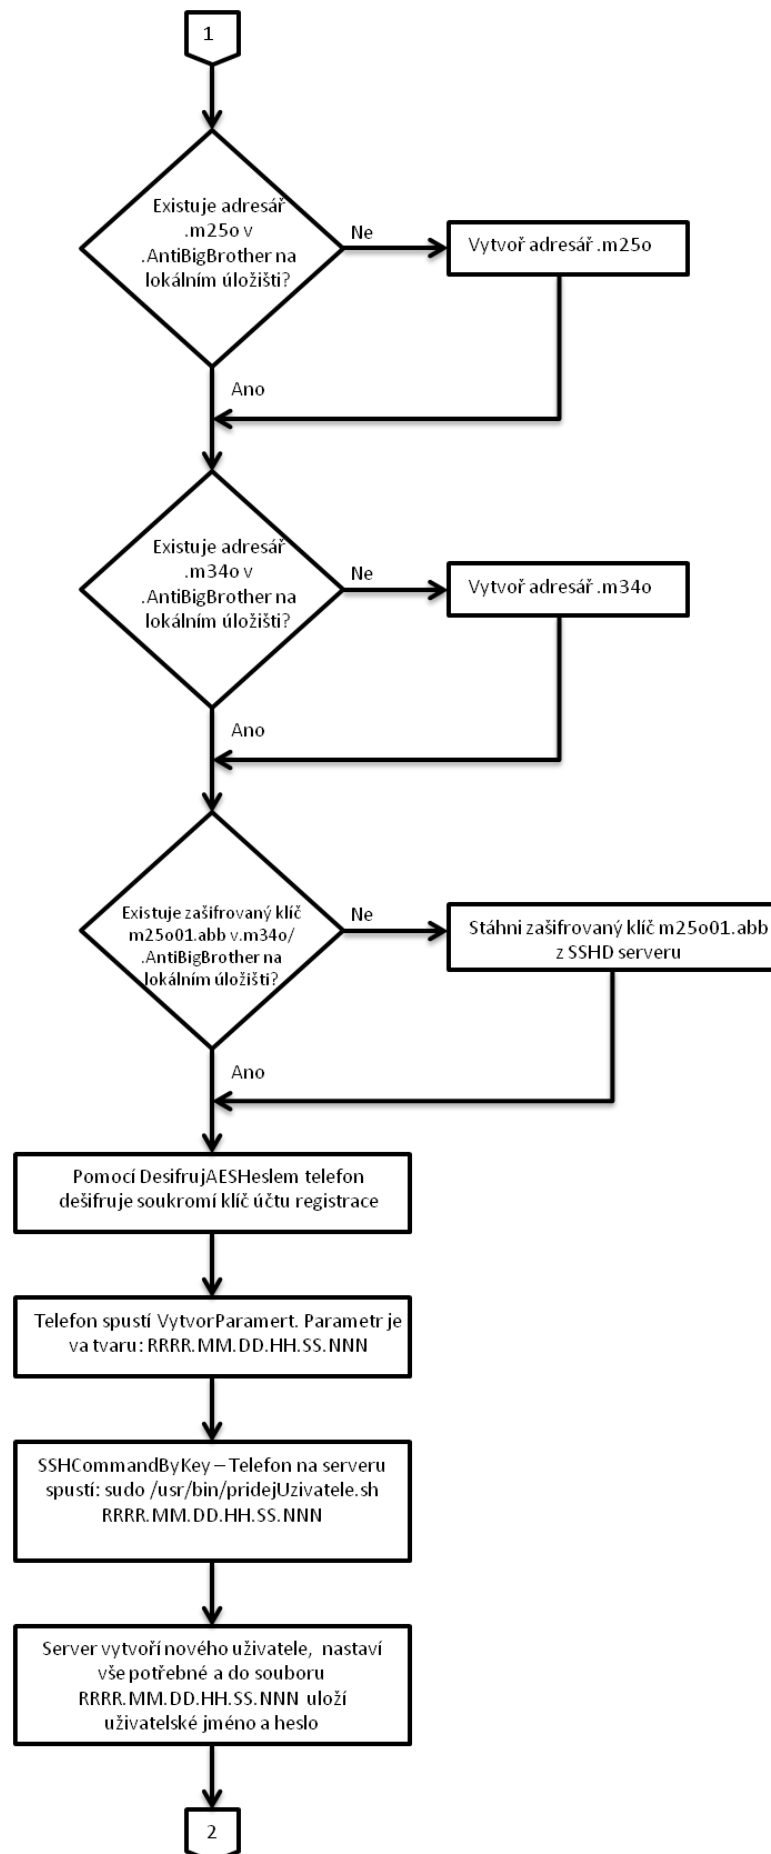 1
Existuje adresář
.m25o v
.AntiBigBrother na
lokálním úložišti?
Ne
Vytvoř adresář .m25o
Ano
Existuje adresář
.m34o v
.AntiBigBrother na
lokálním úložišti?
Ne
Vytvoř adresář .m34o
Ano
Existuje zašifrovaný klíč
m25o01.abb v.m34o/
.AntiBigBrother na
lokálním úložišti?
Ne
Stáhni zašifrovaný klíč m25o01.abb
z SSHD serveru
Ano
Pomocí DesifrujAESHeslem telefon
dešifruje soukromí klíč účtu registrace
Telefon spustí VytvorParamert. Parametr je
va tvaru: RRRR.MM.DD.HH.SS.NNN
SSHCommandByKey – Telefon na serveru
spustí: sudo /usr/bin/pridejUzivatele.sh
RRRR.MM.DD.HH.SS.NNN
Server vytvoří nového uživatele, nastaví
vše potřebné a do souboru
RRRR.MM.DD.HH.SS.NNN uloží
uživatelské jméno a heslo
2